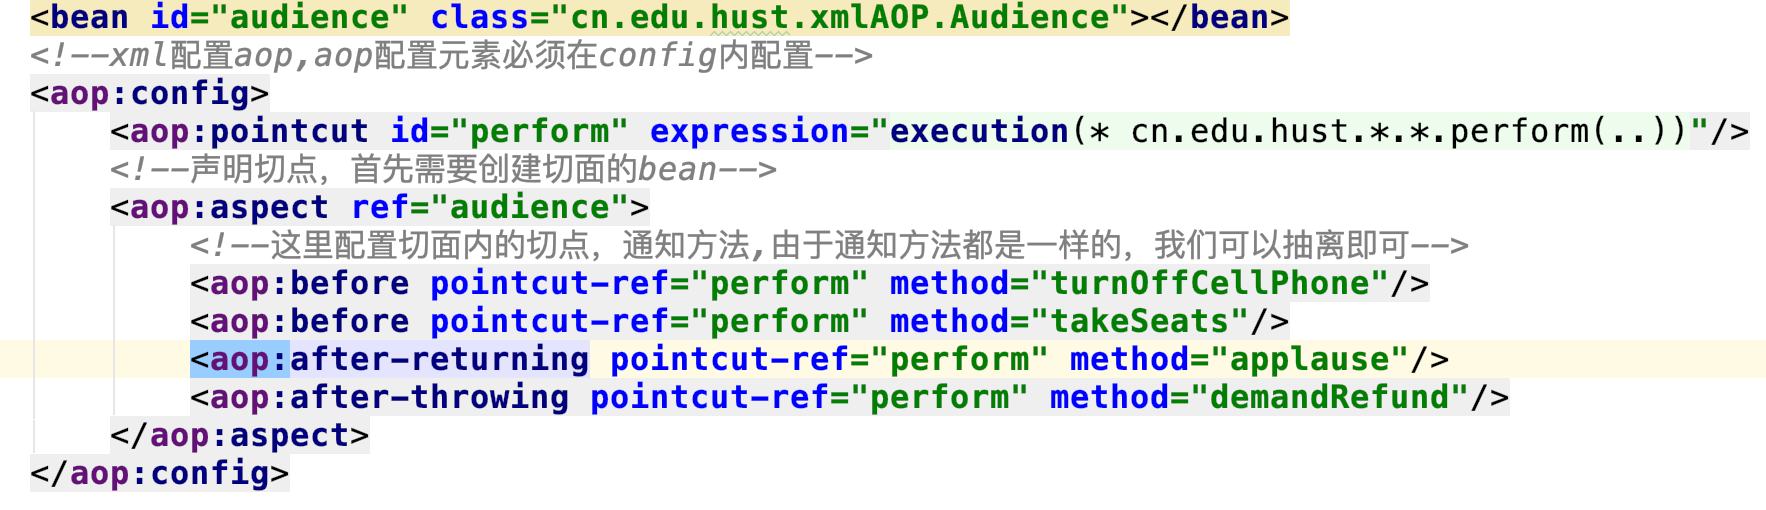 <bean id="audience" class="cn.edu.hust.xmlAOP.Audience"></bean>
<!--xml配置aop,aop配置元素必须在config内配置-->
<aop:config>
<aop:pointcut id="perform" expression="execution(* cn.edu.hust.*.*.perform(..))"/>
<!--声明切点，首先需要创建切面的bean-->
<aop:aspect ref="audience">
<!--这里配置切面内的切点，通知方法,由于通知方法都是一样的，我们可以抽离即可-->
<aop:before pointcut-ref="perform" method="turnOffCellPhone"/>
<aop:before pointcut-ref="perform" method="takeSeats"/>
<aop:after-returning pointcut-ref="perform" method="applause"/>
<aop:after-throwing pointcut-ref="perform" method="demandRefund"/>
</aop:aspect>
</aop:config>